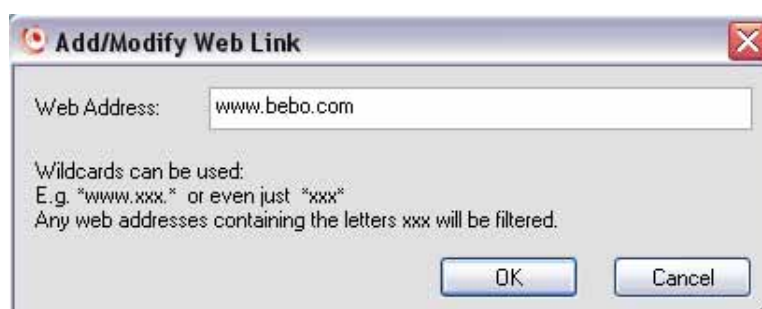 Add/Modify Web Link
Web Address: www.bebo.com
Wildcards can be used:
E.g. *www.xxx.* or even just *xxx*
Any web addresses containing the letters xxx will be filtered.
OK Cancel